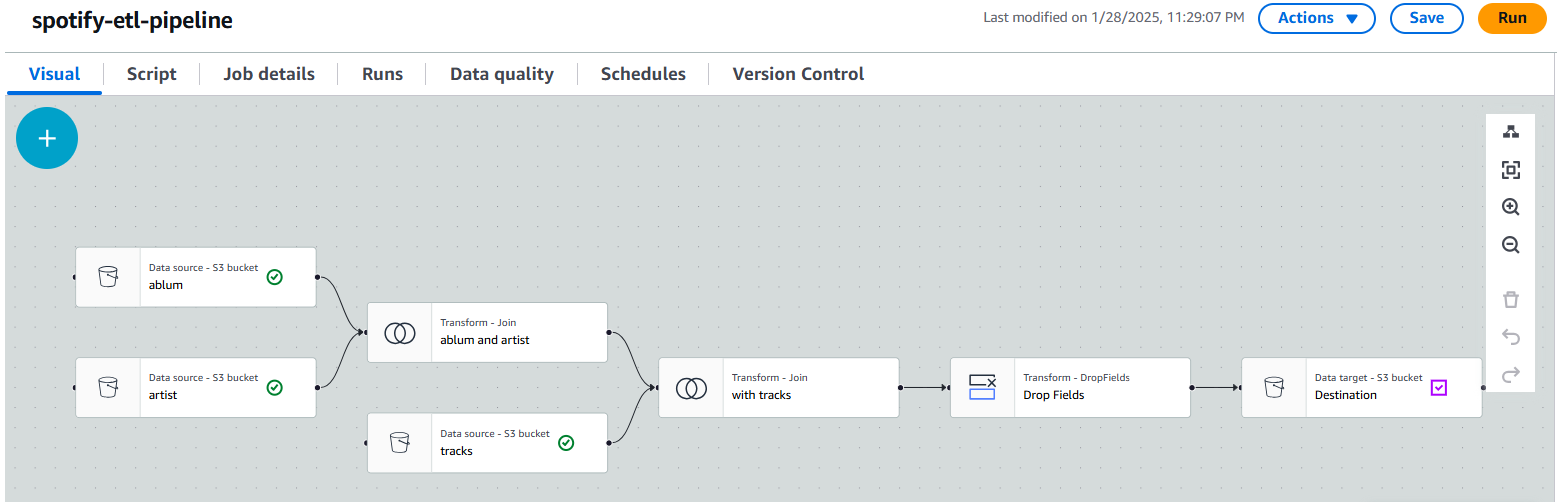 spotify-etl-pipeline
Last modified on 1/28/2025, 11:29:07 PM
Actions
Save
Run
Visual
Script
Job details
Runs
Data quality
Schedules
Version Control
Data source - S3 bucket
ablum
Data source - S3 bucket
artist
Transform - Join
ablum and artist
Data source - S3 bucket
tracks
Transform - Join
with tracks
Transform - DropFields
Drop Fields
Data target - S3 bucket
Destination